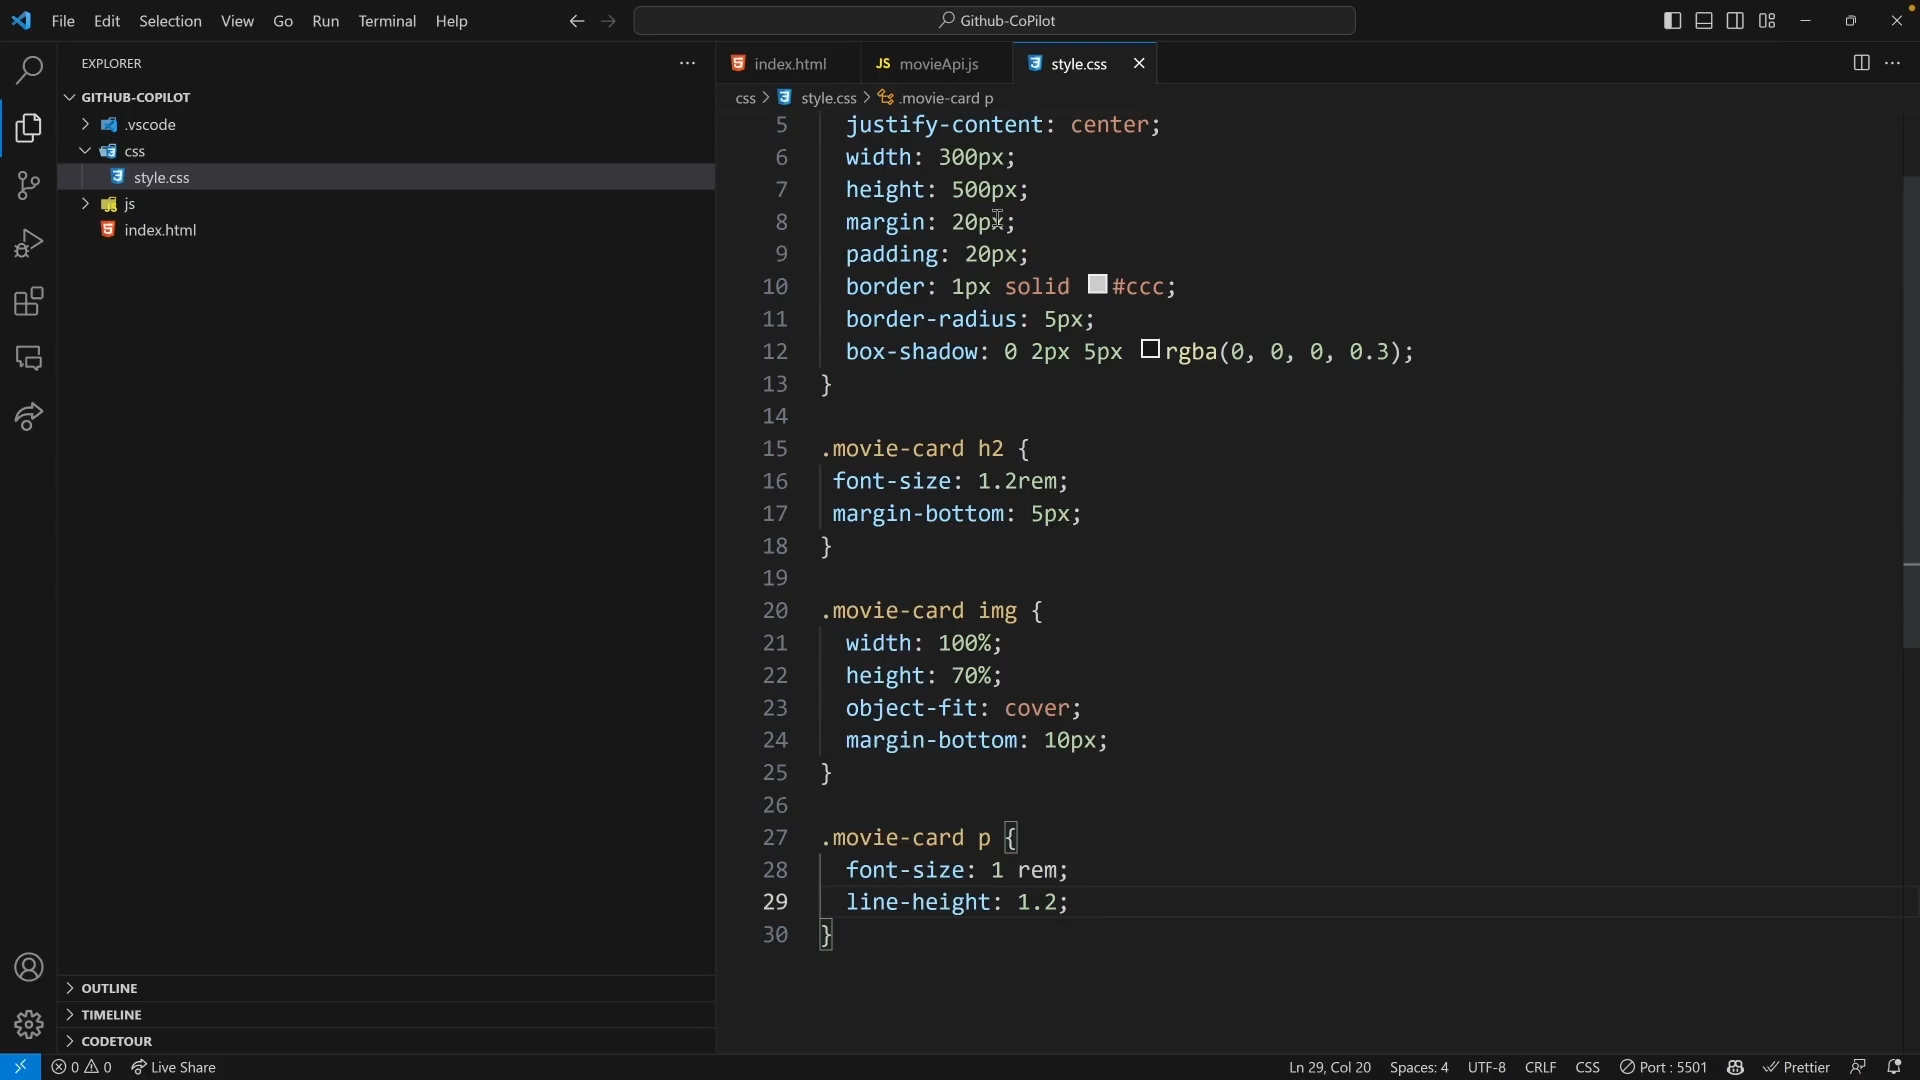 File Edit Selection View Go Run Terminal Help
Github-CoPilot
EXPLORER
GITHUB-COPILOT
.vscode
css
style.css
js
index.html
OUTLINE
TIMELINE
CODETOUR
index.html
JS movieApi.js
style.css
css > style.css > .movie-card p
5 justify-content: center;
6 width: 300px;
7 height: 500px;
8 margin: 20px;
9 padding: 20px;
10 border: 1px solid #ccc;
11 border-radius: 5px;
12 box-shadow: 0 2px 5px rgba(0, 0, 0, 0.3);
13 }
14
15 .movie-card h2 {
16 font-size: 1.2rem;
17 margin-bottom: 5px;
18 }
19
20 .movie-card img {
21 width: 100%;
22 height: 70%;
23 object-fit: cover;
24 margin-bottom: 10px;
25 }
26
27 .movie-card p {
28 font-size: 1 rem;
29 line-height: 1.2;
30 }
0 0 Live Share
Ln 29, Col 20 Spaces: 4 UTF-8 CRLF CSS Port : 5501 Prettier